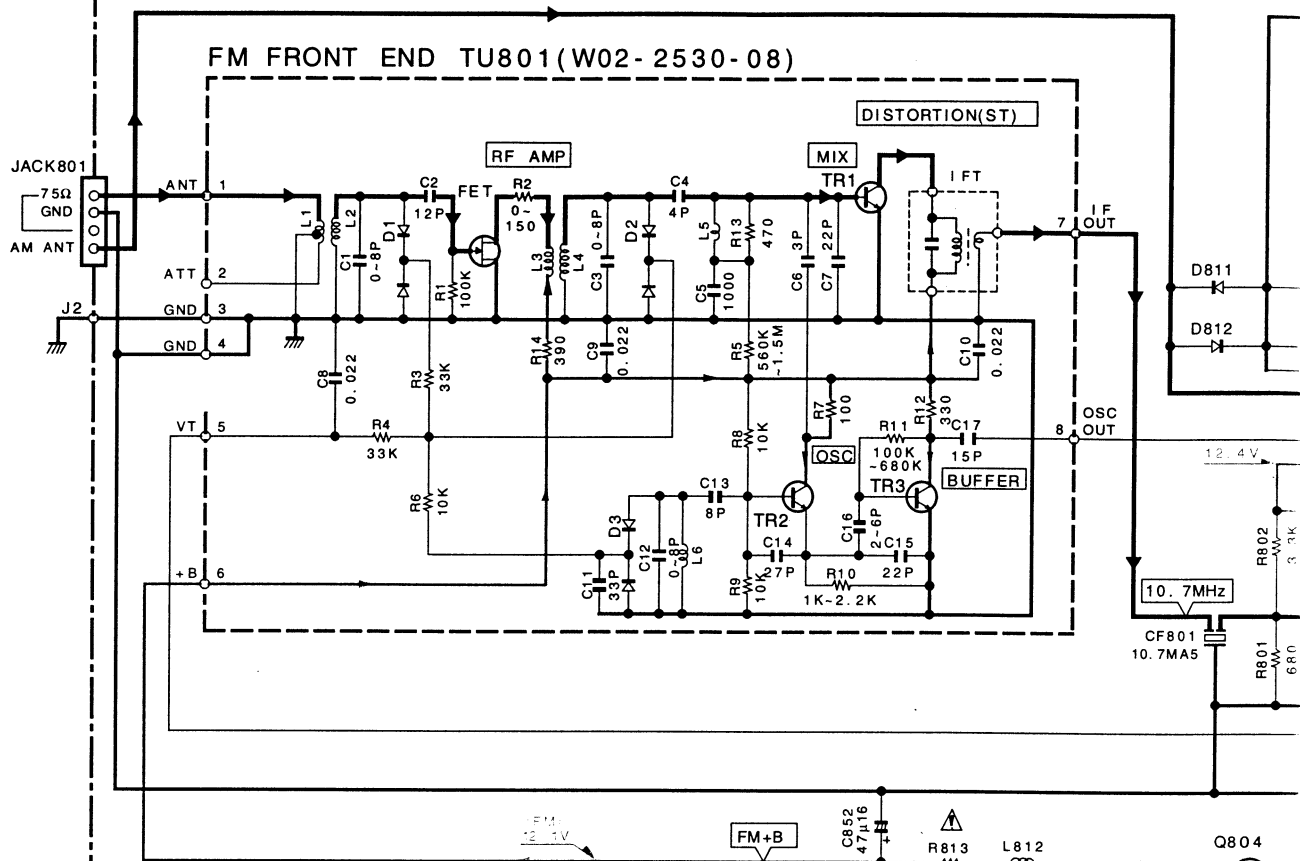 FM FRONT END TU801(W02-2530-08)
DISTORTION(ST)
JACK801
75Ω
GND
AM ANT
ANT 1
ATT 2
J2
GND 3
GND 4
VT 5
+B 6
RF AMP
MIX
TR1
IFT
7 IF OUT
8 OSC OUT
L1
L2
C1
0~8P
D1
C2
12P
FET
R1
100K
R2
0~
150
L3
L4
C3
0~8P
D2
C4
4P
L5
R13
470
C5
1000
C6
3P
C7
22P
C8
0.022
R3
33K
R4
33K
R14
390
C9
0.022
R5
560K
~1.5M
R7
100
R12
330
C10
0.022
R8
10K
OSC
R11
100K
~680K
C17
15P
BUFFER
TR3
TR2
R6
10K
D3
C13
8P
C12
0~8P
L6
C11
33P
C14
27P
R9
10K
C16
2~6P
C15
22P
R10
1K~2.2K
D811
D812
12.4V
R802
3.3K
10.7MHz
CF801
10.7MA5
R801
680
C852
47µ16
+
FM+B
R813
L812
Q804